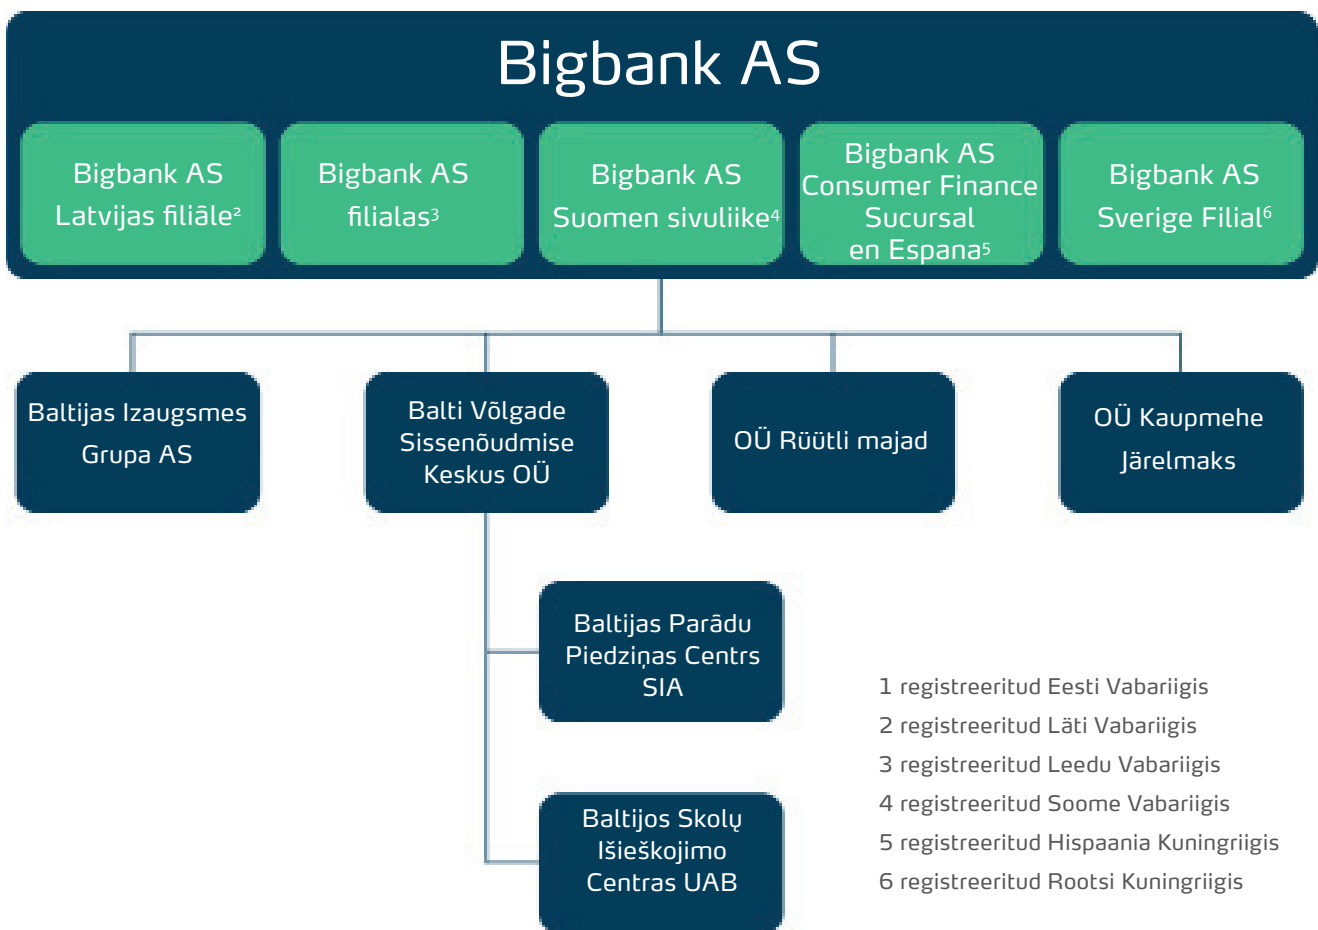 Bigbank AS
Bigbank AS
Latvijas filiāle²
Bigbank AS
filialas³
Bigbank AS
Suomen sivuliike⁴
Bigbank AS
Consumer Finance
Sucursal
en Espana⁵
Bigbank AS
Sverige Filial⁶
Baltijas Izaugsmes
Grupa AS
Balti Võlgade
Sissenõudmise
Keskus OÜ
OÜ Rüütli majad
OÜ Kaupmehe
Järelmaks
Baltijas Parādu
Piedziņas Centrs
SIA
Baltijos Skolų
Išieškojimo
Centras UAB
1 registreeritud Eesti Vabariigis
2 registreeritud Läti Vabariigis
3 registreeritud Leedu Vabariigis
4 registreeritud Soome Vabariigis
5 registreeritud Hispaania Kuningriigis
6 registreeritud Rootsi Kuningriigis